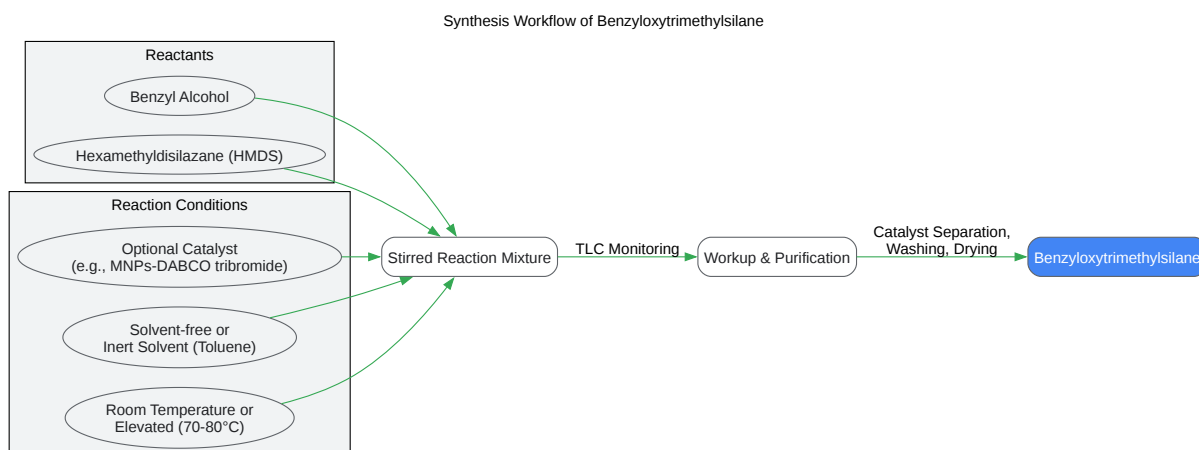 Synthesis Workflow of Benzyloxytrimethylsilane
Reactants
Benzyl Alcohol
Hexamethyldisilazane (HMDS)
Reaction Conditions
Optional Catalyst
(e.g., MNPs-DABCO tribromide)
Solvent-free or
Inert Solvent (Toluene)
Room Temperature or
Elevated (70-80°C)
Stirred Reaction Mixture
TLC Monitoring
Workup & Purification
Catalyst Separation,
Washing, Drying
Benzyloxytrimethylsilane